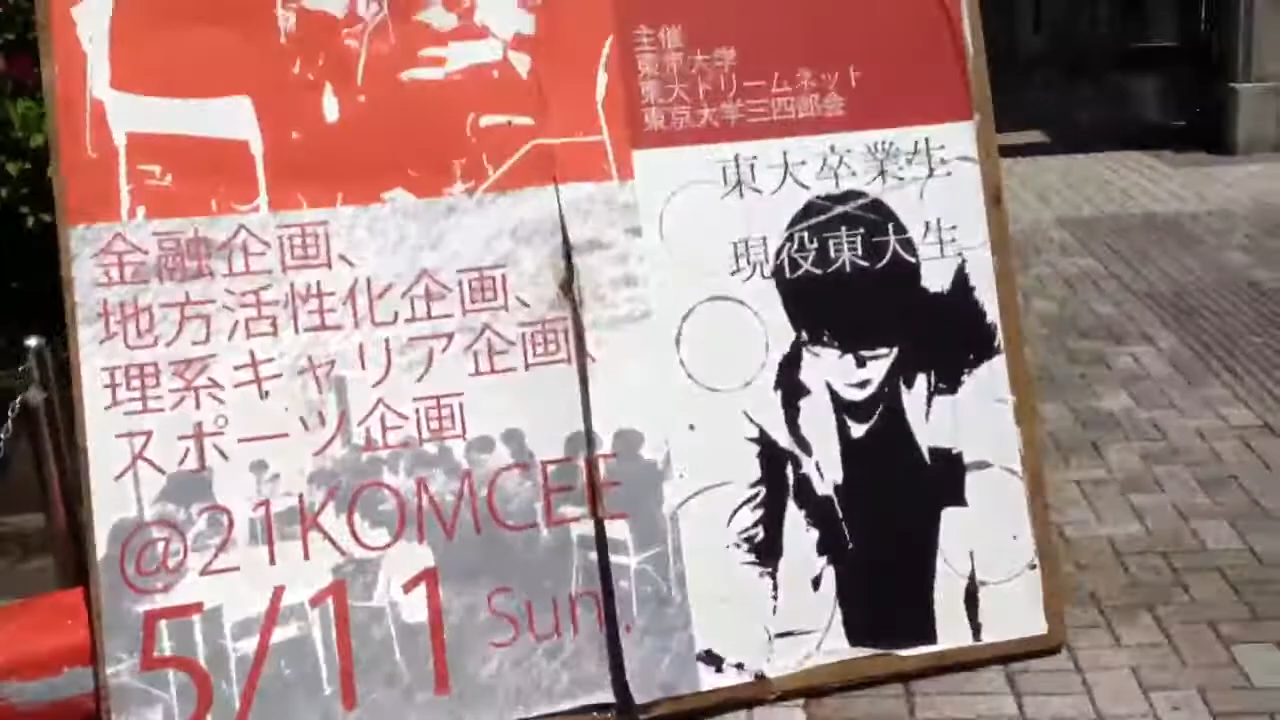 主催
東京大学
東大ドリームネット
東京大学三四郎会
東大卒業生
現役東大生
金融企画、
地方活性化企画、
理系キャリア企画、
スポーツ企画
@21KOMCEE
5/11 Sun.